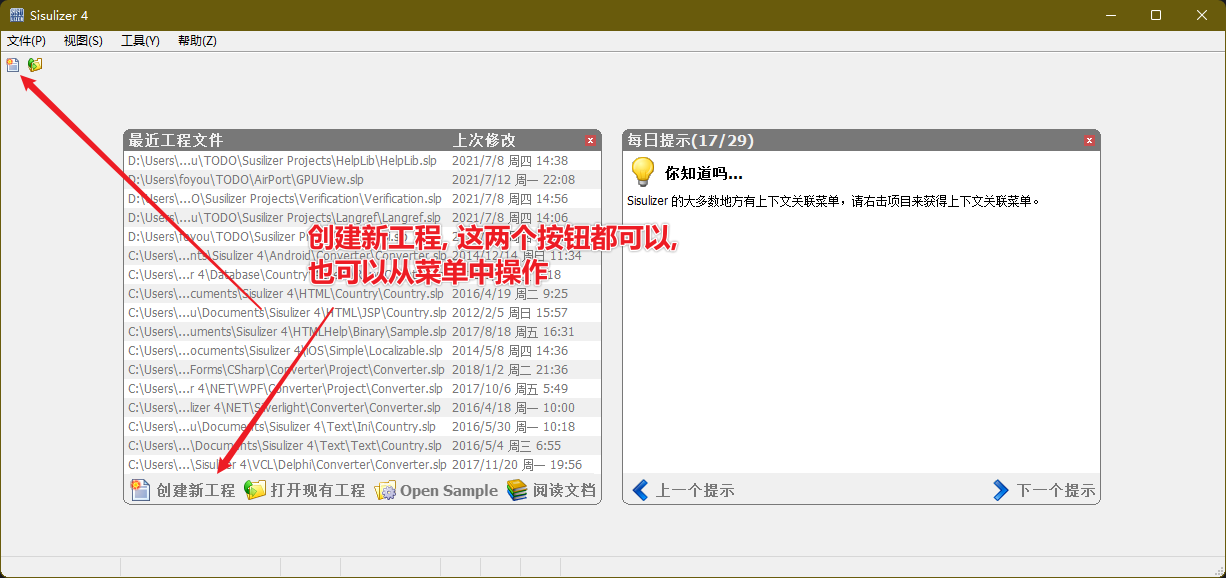 Sisulizer 4
文件(P) 视图(S) 工具(Y) 帮助(Z)
最近工程文件 上次修改
D:\Users\...u\TODO\Susilizer Projects\HelpLib\HelpLib.slp 2021/7/8 周四 14:38
D:\Users\foyou\TODO\AirPort\GPUView.slp 2021/7/12 周一 22:08
D:\Users\...O\Susilizer Projects\Verification\Verification.slp 2021/7/8 周四 14:56
D:\Users\...u\TODO\Susilizer Projects\Langref\Langref.slp 2021/7/8 周四 14:06
D:\Users\foyou\TODO\Susilizer
C:\Users\...nts\Sisulizer 4\Android\Converter\Converter.slp 2014/12/14 周日 11:34
C:\Users\...r 4\Database\Country
C:\Users\...cuments\Sisulizer 4\HTML\Country\Country.slp 2016/4/19 周二 9:25
C:\Users\...u\Documents\Sisulizer 4\HTML\JSP\Country.slp 2012/2/5 周日 15:57
C:\Users\...uments\Sisulizer 4\HTMLHelp\Binary\Sample.slp 2017/8/18 周五 16:31
C:\Users\...ocuments\Sisulizer 4\iOS\Simple\Localizable.slp 2014/5/8 周四 14:36
C:\Users\...Forms\CSharp\Converter\Project\Converter.slp 2018/1/2 周二 21:36
C:\Users\...r 4\NET\WPF\Converter\Project\Converter.slp 2017/10/6 周五 5:49
C:\Users\...lizer 4\NET\Silverlight\Converter\Converter.slp 2016/4/18 周一 10:00
C:\Users\...u\Documents\Sisulizer 4\Text\Ini\Country.slp 2016/5/30 周一 10:18
C:\Users\...\Documents\Sisulizer 4\Text\Text\Country.slp 2016/5/4 周三 6:55
C:\Users\...\Sisulizer 4\VCL\Delphi\Converter\Converter.slp 2017/11/20 周一 19:56
创建新工程 打开现有工程 Open Sample 阅读文档
创建新工程, 这两个按钮都可以,
也可以从菜单中操作
每日提示(17/29)
你知道吗...
Sisulizer 的大多数地方有上下文关联菜单，请右击项目来获得上下文关联菜单。
上一个提示 下一个提示